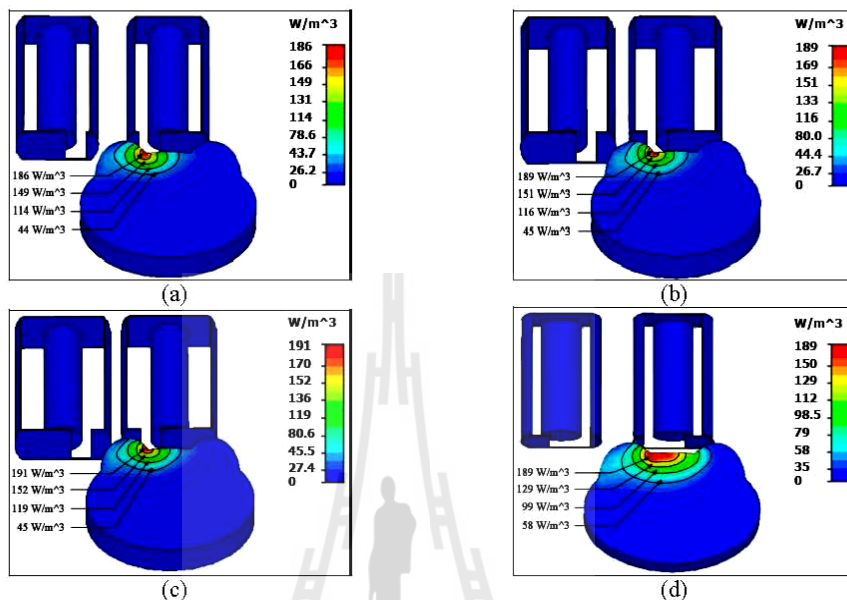 W/m^3
186
166
149
131
114
78.6
43.7
26.2
0
186 W/m^3
149 W/m^3
114 W/m^3
44 W/m^3
(a)
W/m^3
189
169
151
133
116
80.0
44.4
26.7
0
189 W/m^3
151 W/m^3
116 W/m^3
45 W/m^3
(b)
W/m^3
191
170
152
136
119
80.6
45.5
27.4
0
191 W/m^3
152 W/m^3
119 W/m^3
45 W/m^3
(c)
W/m^3
189
150
129
112
98.5
79
58
35
0
189 W/m^3
129 W/m^3
99 W/m^3
58 W/m^3
(d)